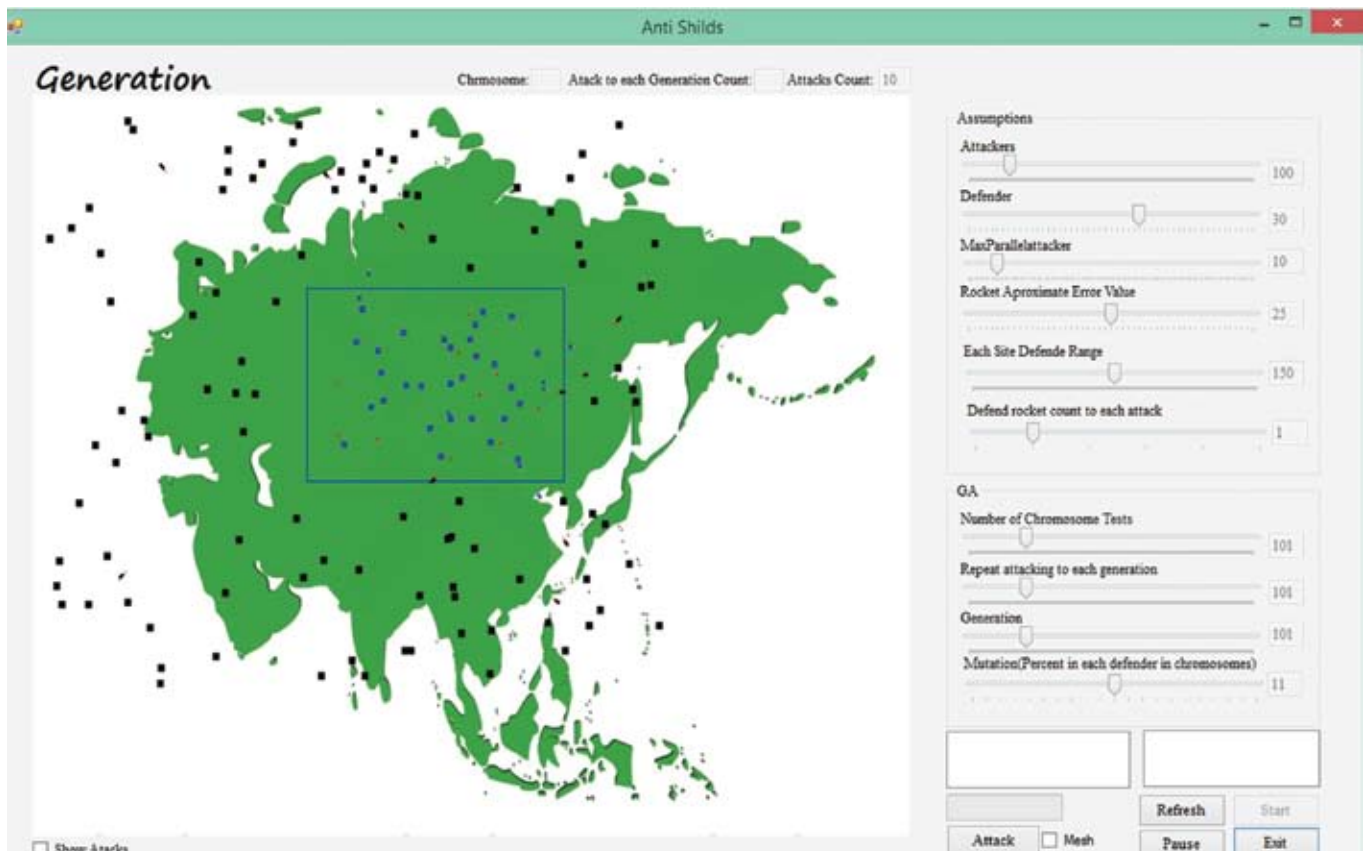 Anti Shilds
Generation
Chrmosome: Atack to each Generation Count: Attacks Count: 10
Assumptions
Attackers
100
Defender
30
MaxParallelattacker
10
Rocket Aproximate Error Value
25
Each Site Defende Range
150
Defend rocket count to each attack
1
GA
Number of Chromosome Tests
101
Repeat attacking to each generation
101
Generation
101
Mutation(Percent in each defender in chromosomes)
11
Refresh Start
Attack Mesh Pause Exit
Show Atacks